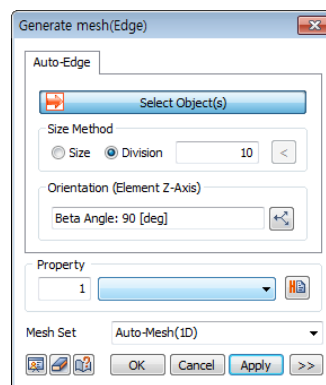 Generate mesh(Edge)
Auto-Edge
Select Object(s)
Size Method
Size Division 10 <
Orientation (Element Z-Axis)
Beta Angle: 90 [deg]
Property
1
Mesh Set Auto-Mesh(1D)
OK Cancel Apply >>